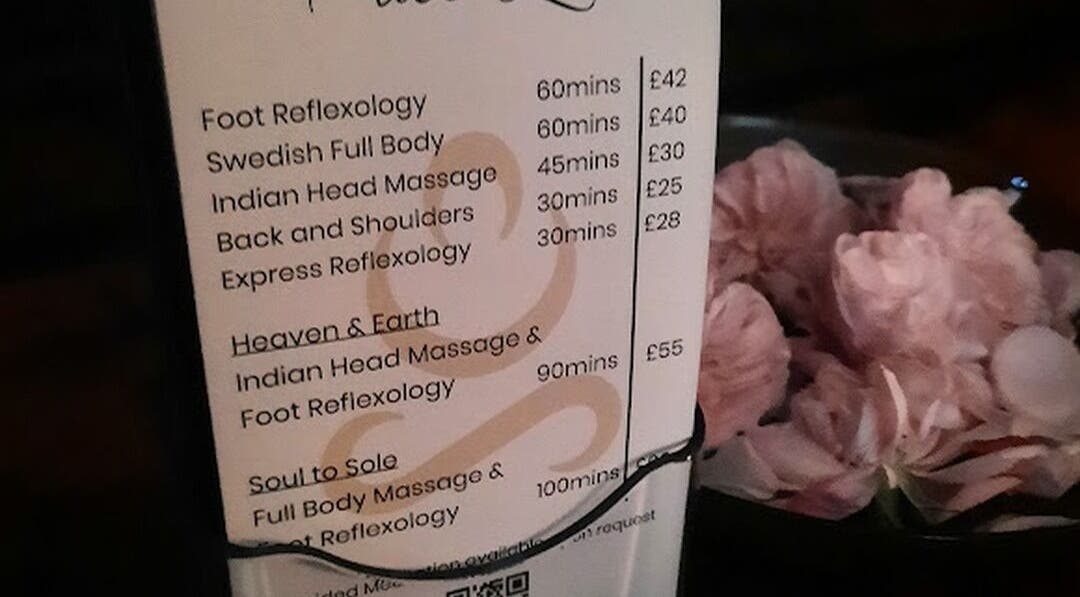 Foot Reflexology 60mins £42
Swedish Full Body 60mins £40
Indian Head Massage 45mins £30
Back and Shoulders 30mins £25
Express Reflexology 30mins £28
Heaven & Earth
Indian Head Massage &
Foot Reflexology 90mins £55
Soul to Sole
Full Body Massage &
Reflexology 100mins
request